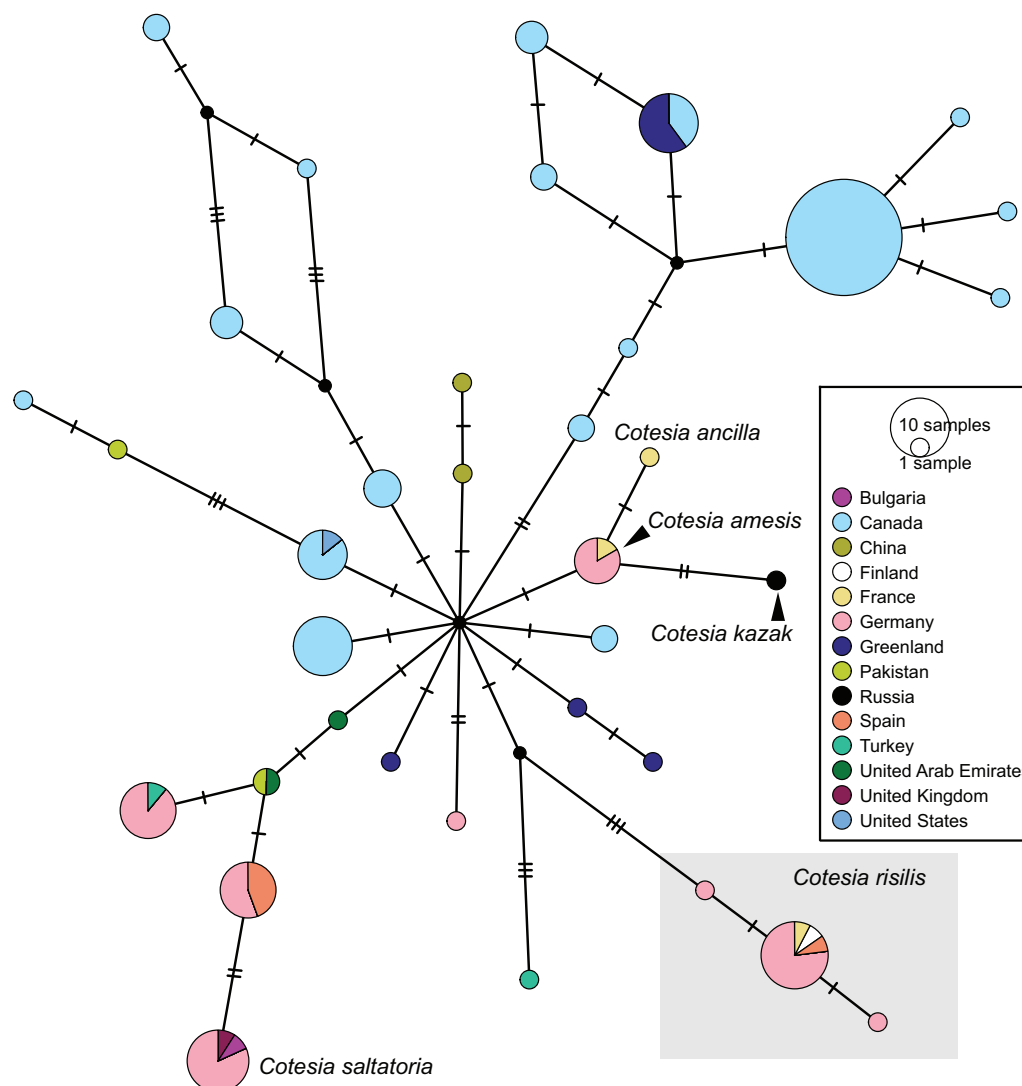 Cotesia ancilla
Cotesia amesis
Cotesia kazak
10 samples
1 sample
Bulgaria
Canada
China
Finland
France
Germany
Greenland
Pakistan
Russia
Spain
Turkey
United Arab Emirate
United Kingdom
United States
Cotesia risilis
Cotesia saltatoria